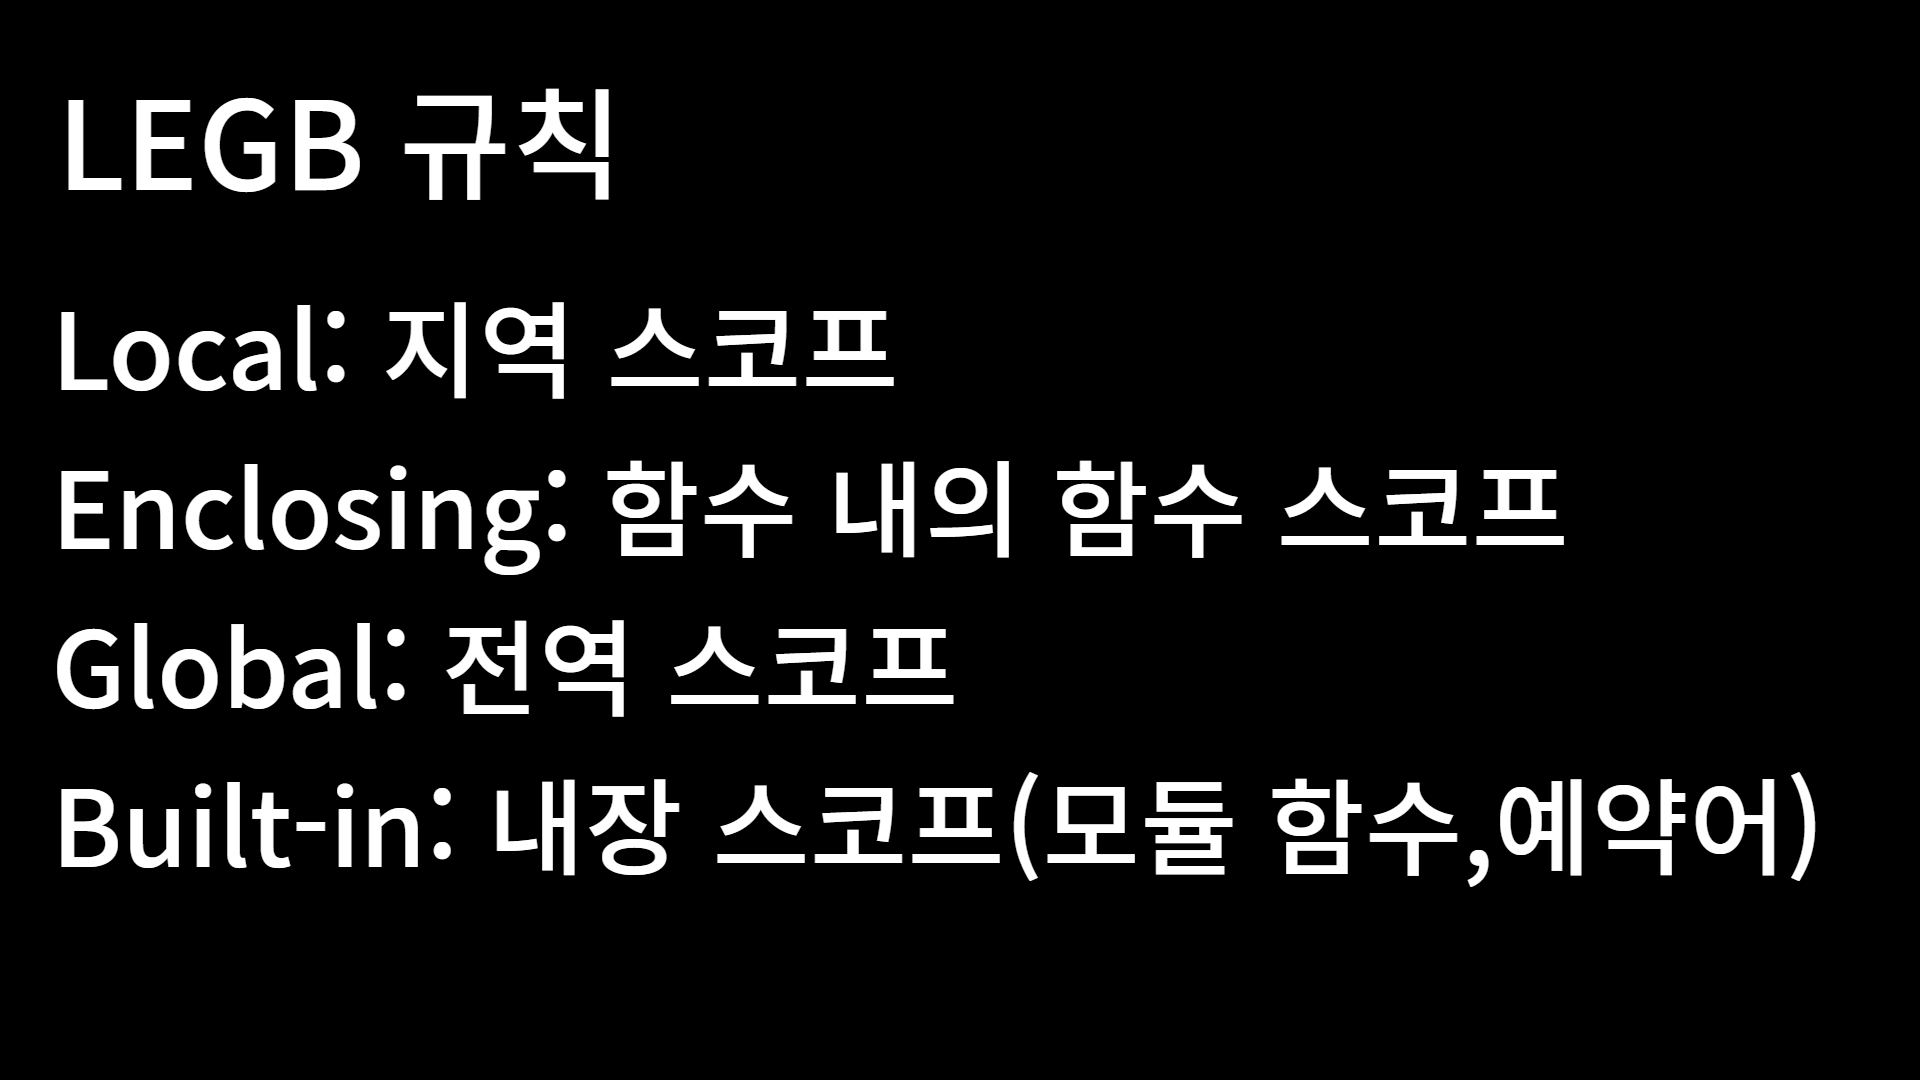 LEGB 규칙
Local: 지역 스코프
Enclosing: 함수 내의 함수 스코프
Global: 전역 스코프
Built-in: 내장 스코프(모듈 함수,예약어)